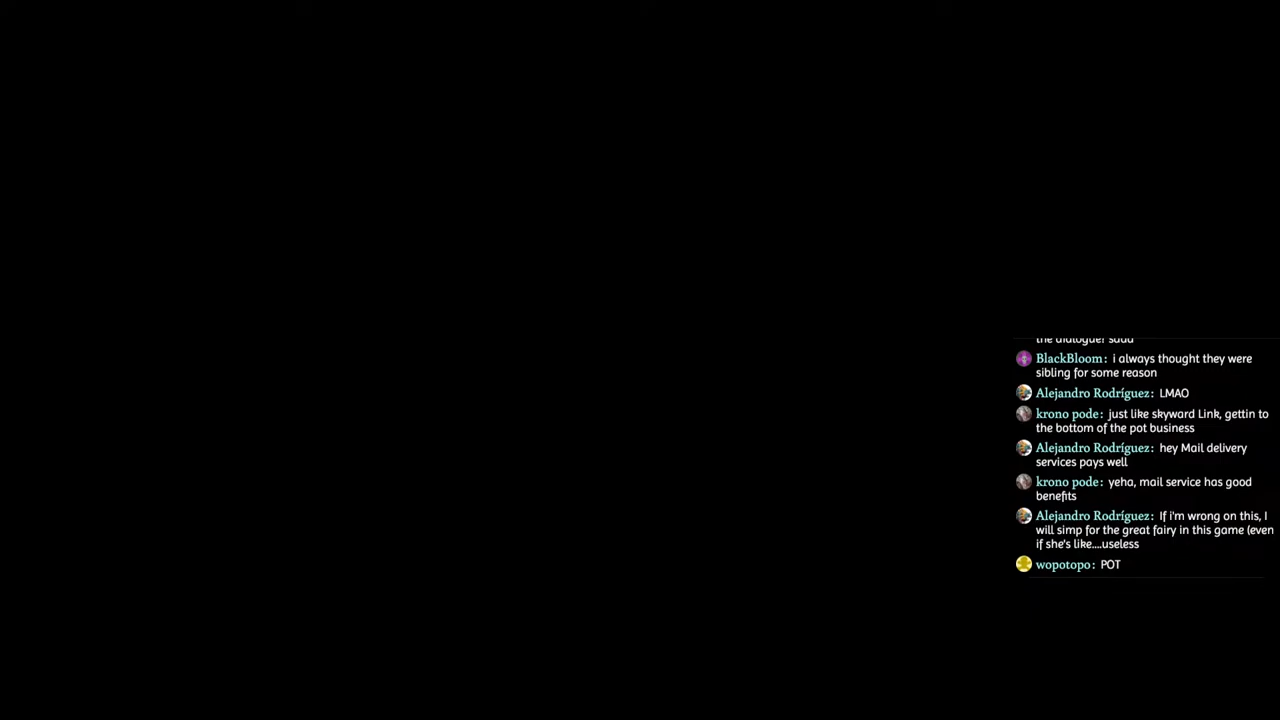 the dialogue! sadd
BlackBloom: i always thought they were
sibling for some reason
Alejandro Rodríguez: LMAO
krono pode: just like skyward Link, gettin to
the bottom of the pot business
Alejandro Rodríguez: hey Mail delivery
services pays well
krono pode: yeha, mail service has good
benefits
Alejandro Rodríguez: If i'm wrong on this, I
will simp for the great fairy in this game (even
if she's like....useless
wopotopo: POT